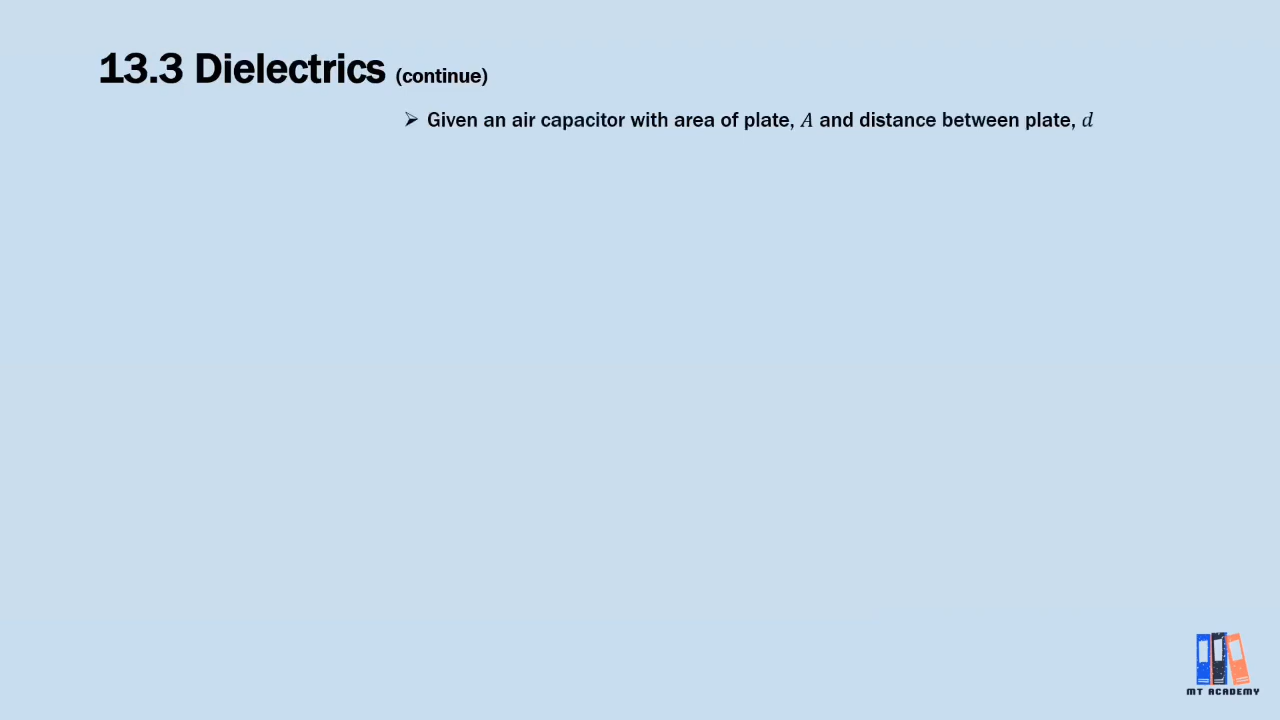 13.3 Dielectrics (continue)
➢ Given an air capacitor with area of plate, A and distance between plate, d
MT ACADEMY